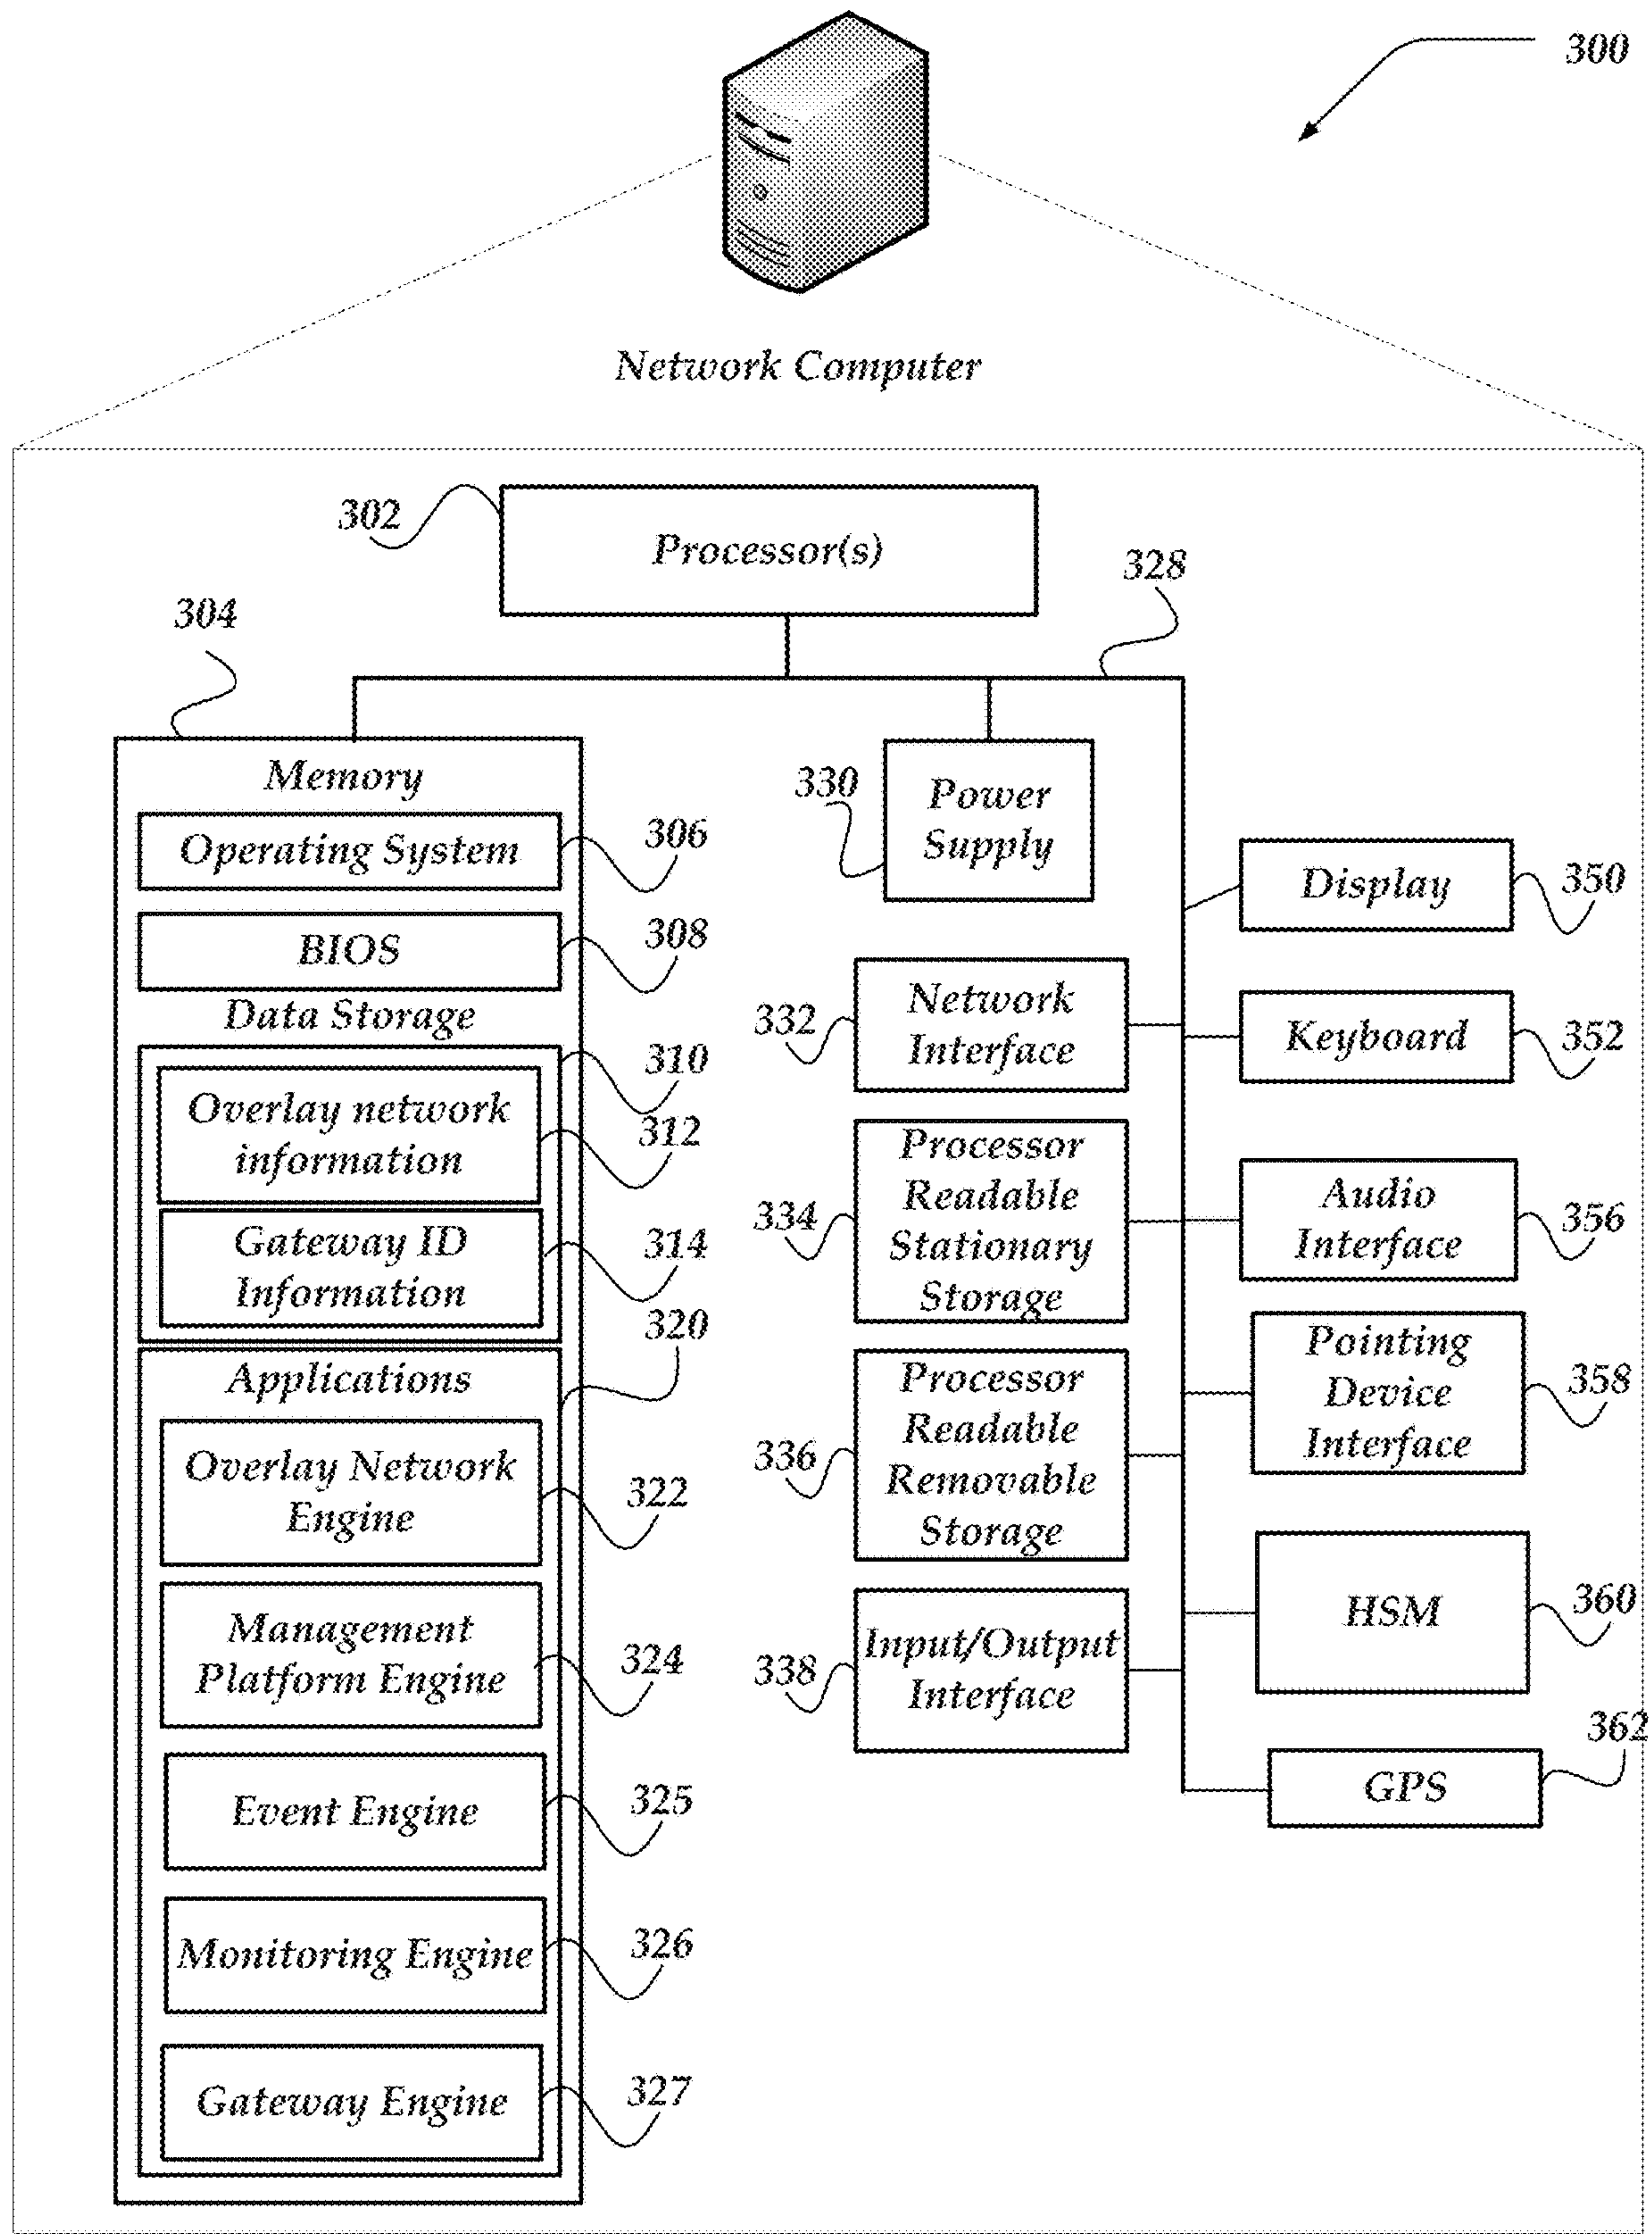 300
Network Computer
302
Processor(s)
328
304
Memory
Operating System
306
BIOS
308
Data Storage
310
Overlay network
information
312
Gateway ID
Information
314
320
Applications
Overlay Network
Engine
322
Management
Platform Engine
324
Event Engine
325
Monitoring Engine
326
Gateway Engine
327
330
Power
Supply
332
Network
Interface
334
Processor
Readable
Stationary
Storage
336
Processor
Readable
Removable
Storage
338
Input/Output
Interface
Display
350
Keyboard
352
Audio
Interface
356
Pointing
Device
Interface
358
HSM
360
362
GPS